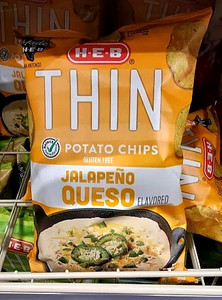 H-E-B
THIN
POTATO CHIPS
GLUTEN FREE
JALAPEÑO
QUESO
FLAVORED
H-E-B